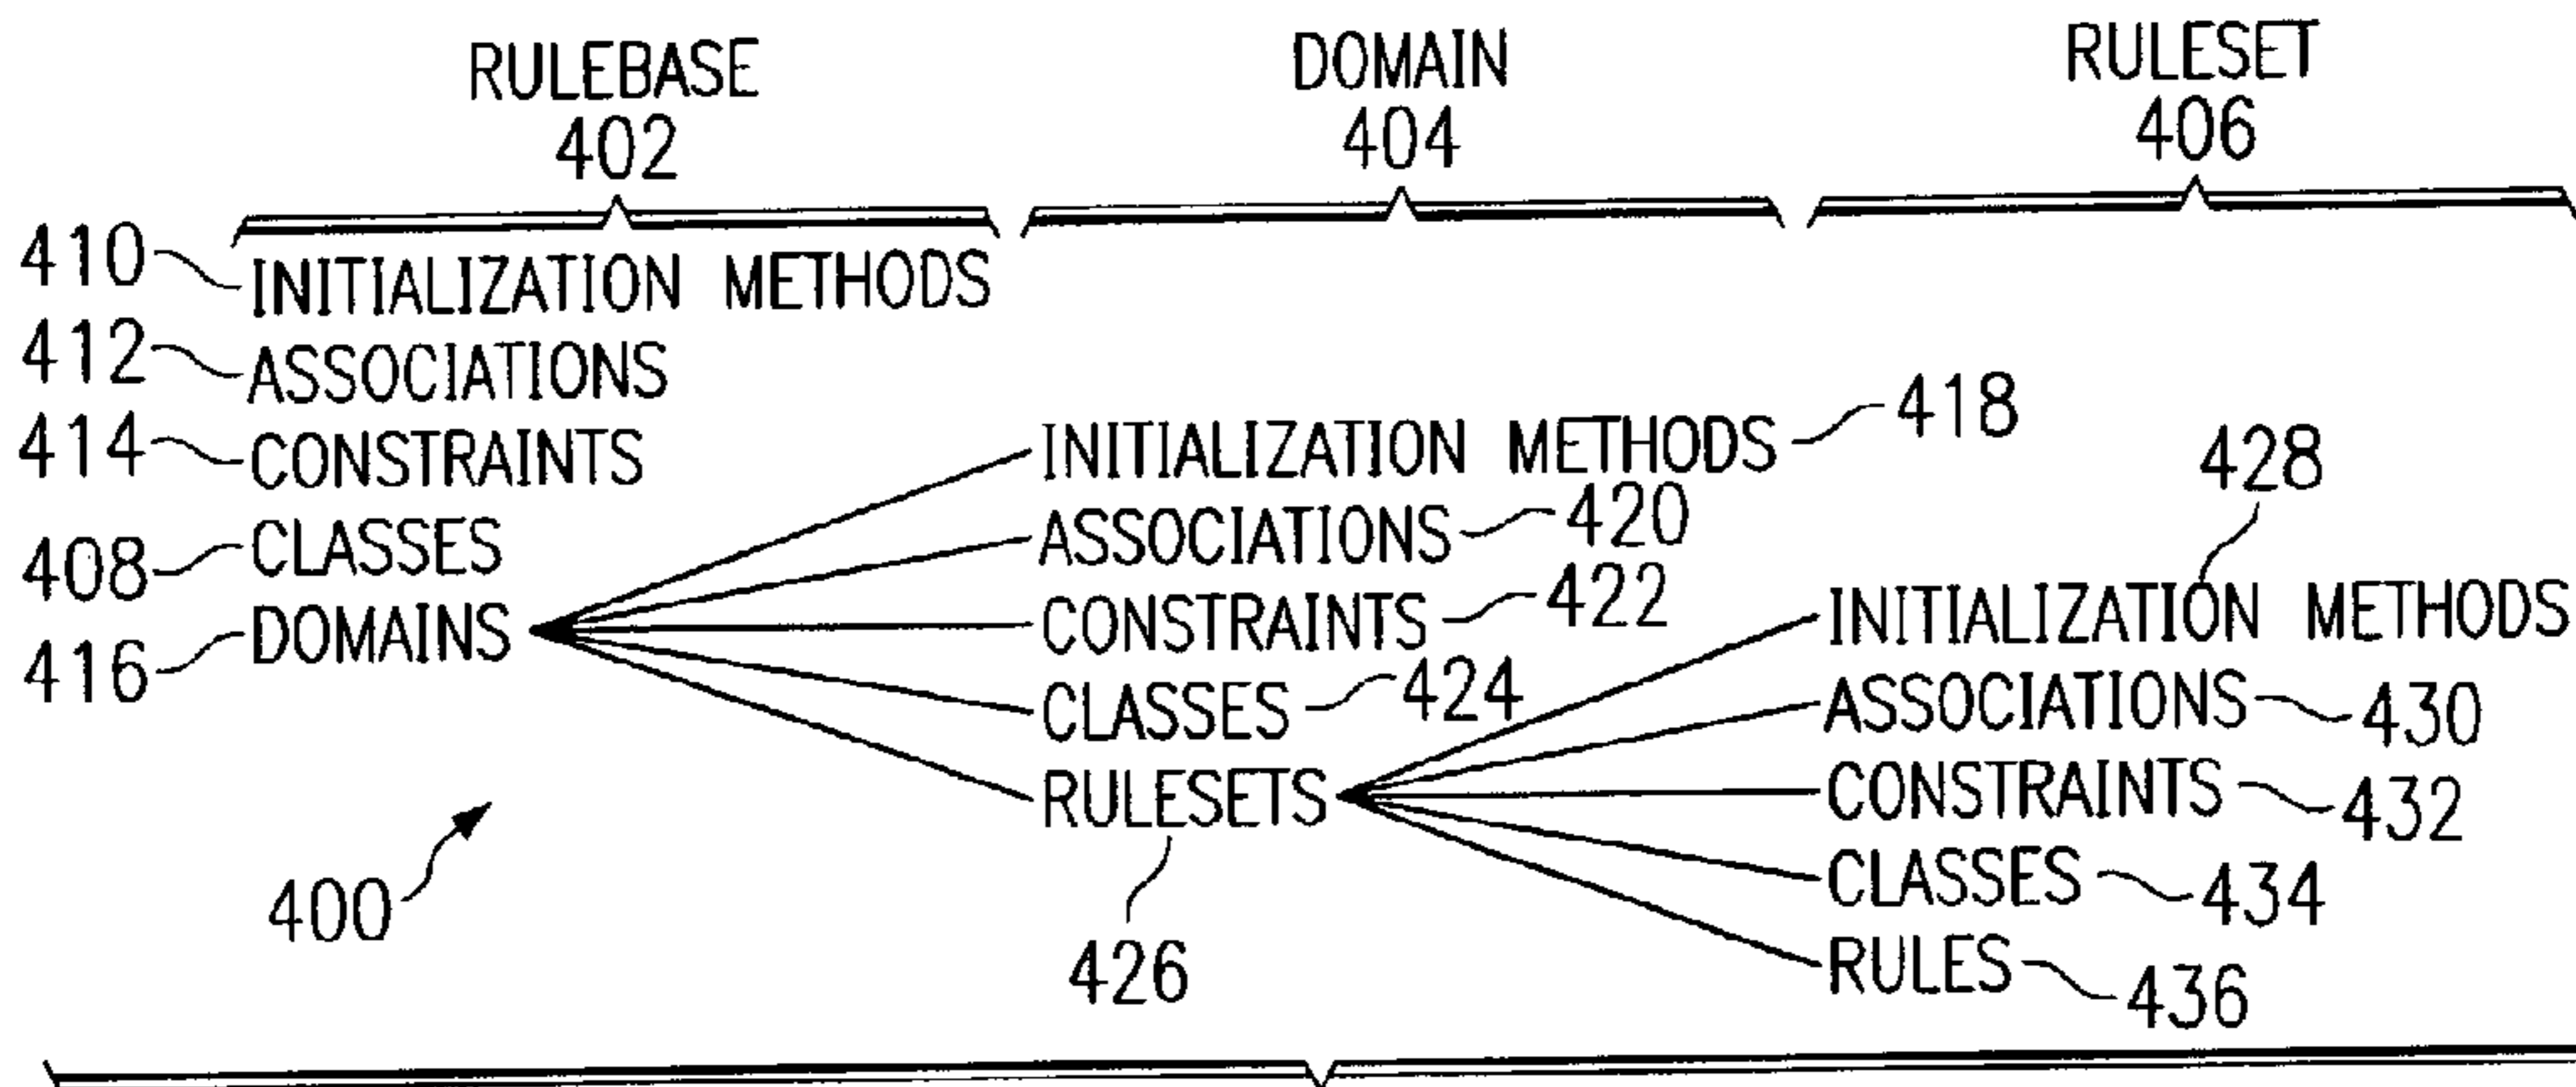 RULEBASE DOMAIN RULESET
402 404 406
410 INITIALIZATION METHODS
412 ASSOCIATIONS
414 CONSTRAINTS INITIALIZATION METHODS 418
408 CLASSES ASSOCIATIONS 420 428
416 DOMAINS CONSTRAINTS 422 INITIALIZATION METHODS
CLASSES 424 ASSOCIATIONS 430
RULESETS CONSTRAINTS 432
400 CLASSES 434
426 RULES 436